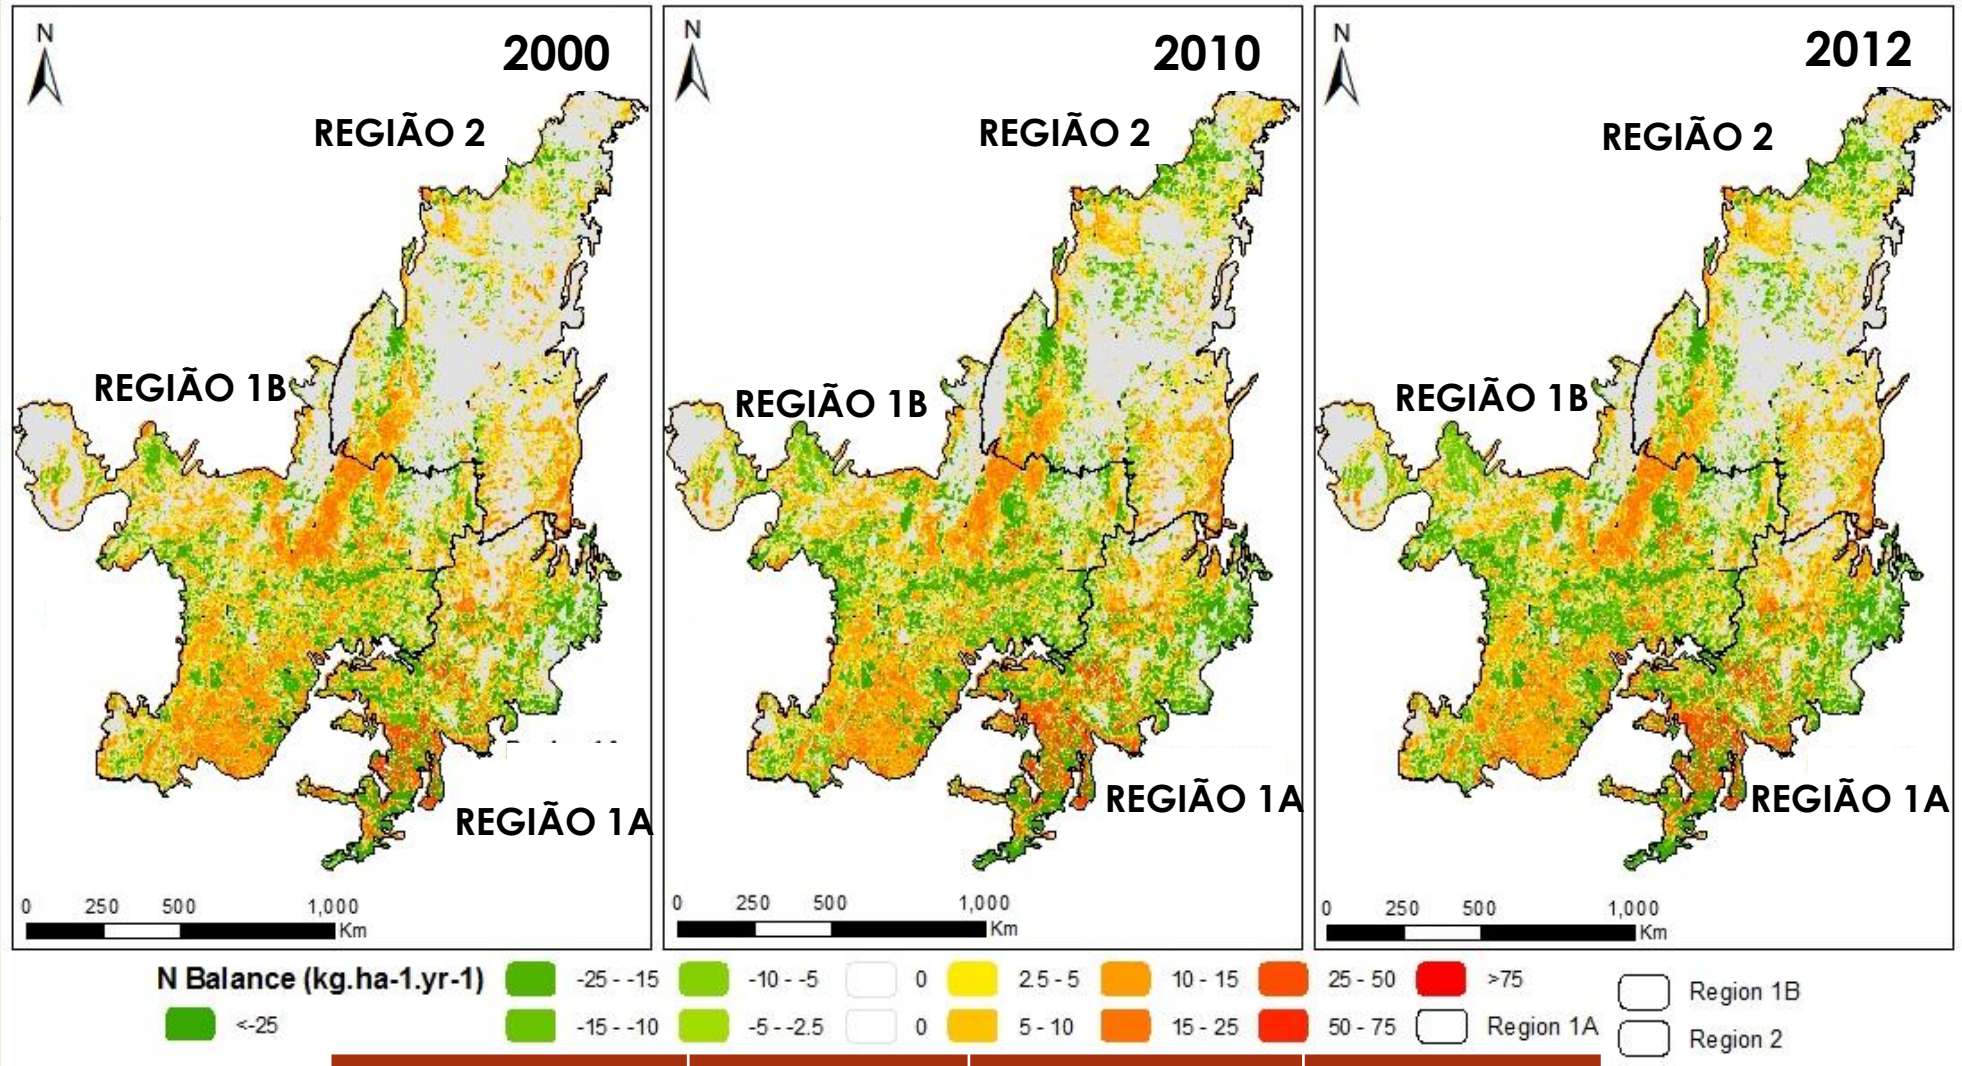 N
2000
REGIÃO 2
REGIÃO 1B
REGIÃO 1A
0 250 500 1,000
Km
N
2010
REGIÃO 2
REGIÃO 1B
REGIÃO 1A
0 250 500 1,000
Km
N
2012
REGIÃO 2
REGIÃO 1B
REGIÃO 1A
0 250 500 1,000
Km
N Balance (kg.ha-1.yr-1) -25 - -15 -10 - -5 0 2.5 - 5 10 - 15 25 - 50 >75 Region 1B
<-25 -15 - -10 -5 - -2.5 0 5 - 10 15 - 25 50 - 75 Region 1A Region 2